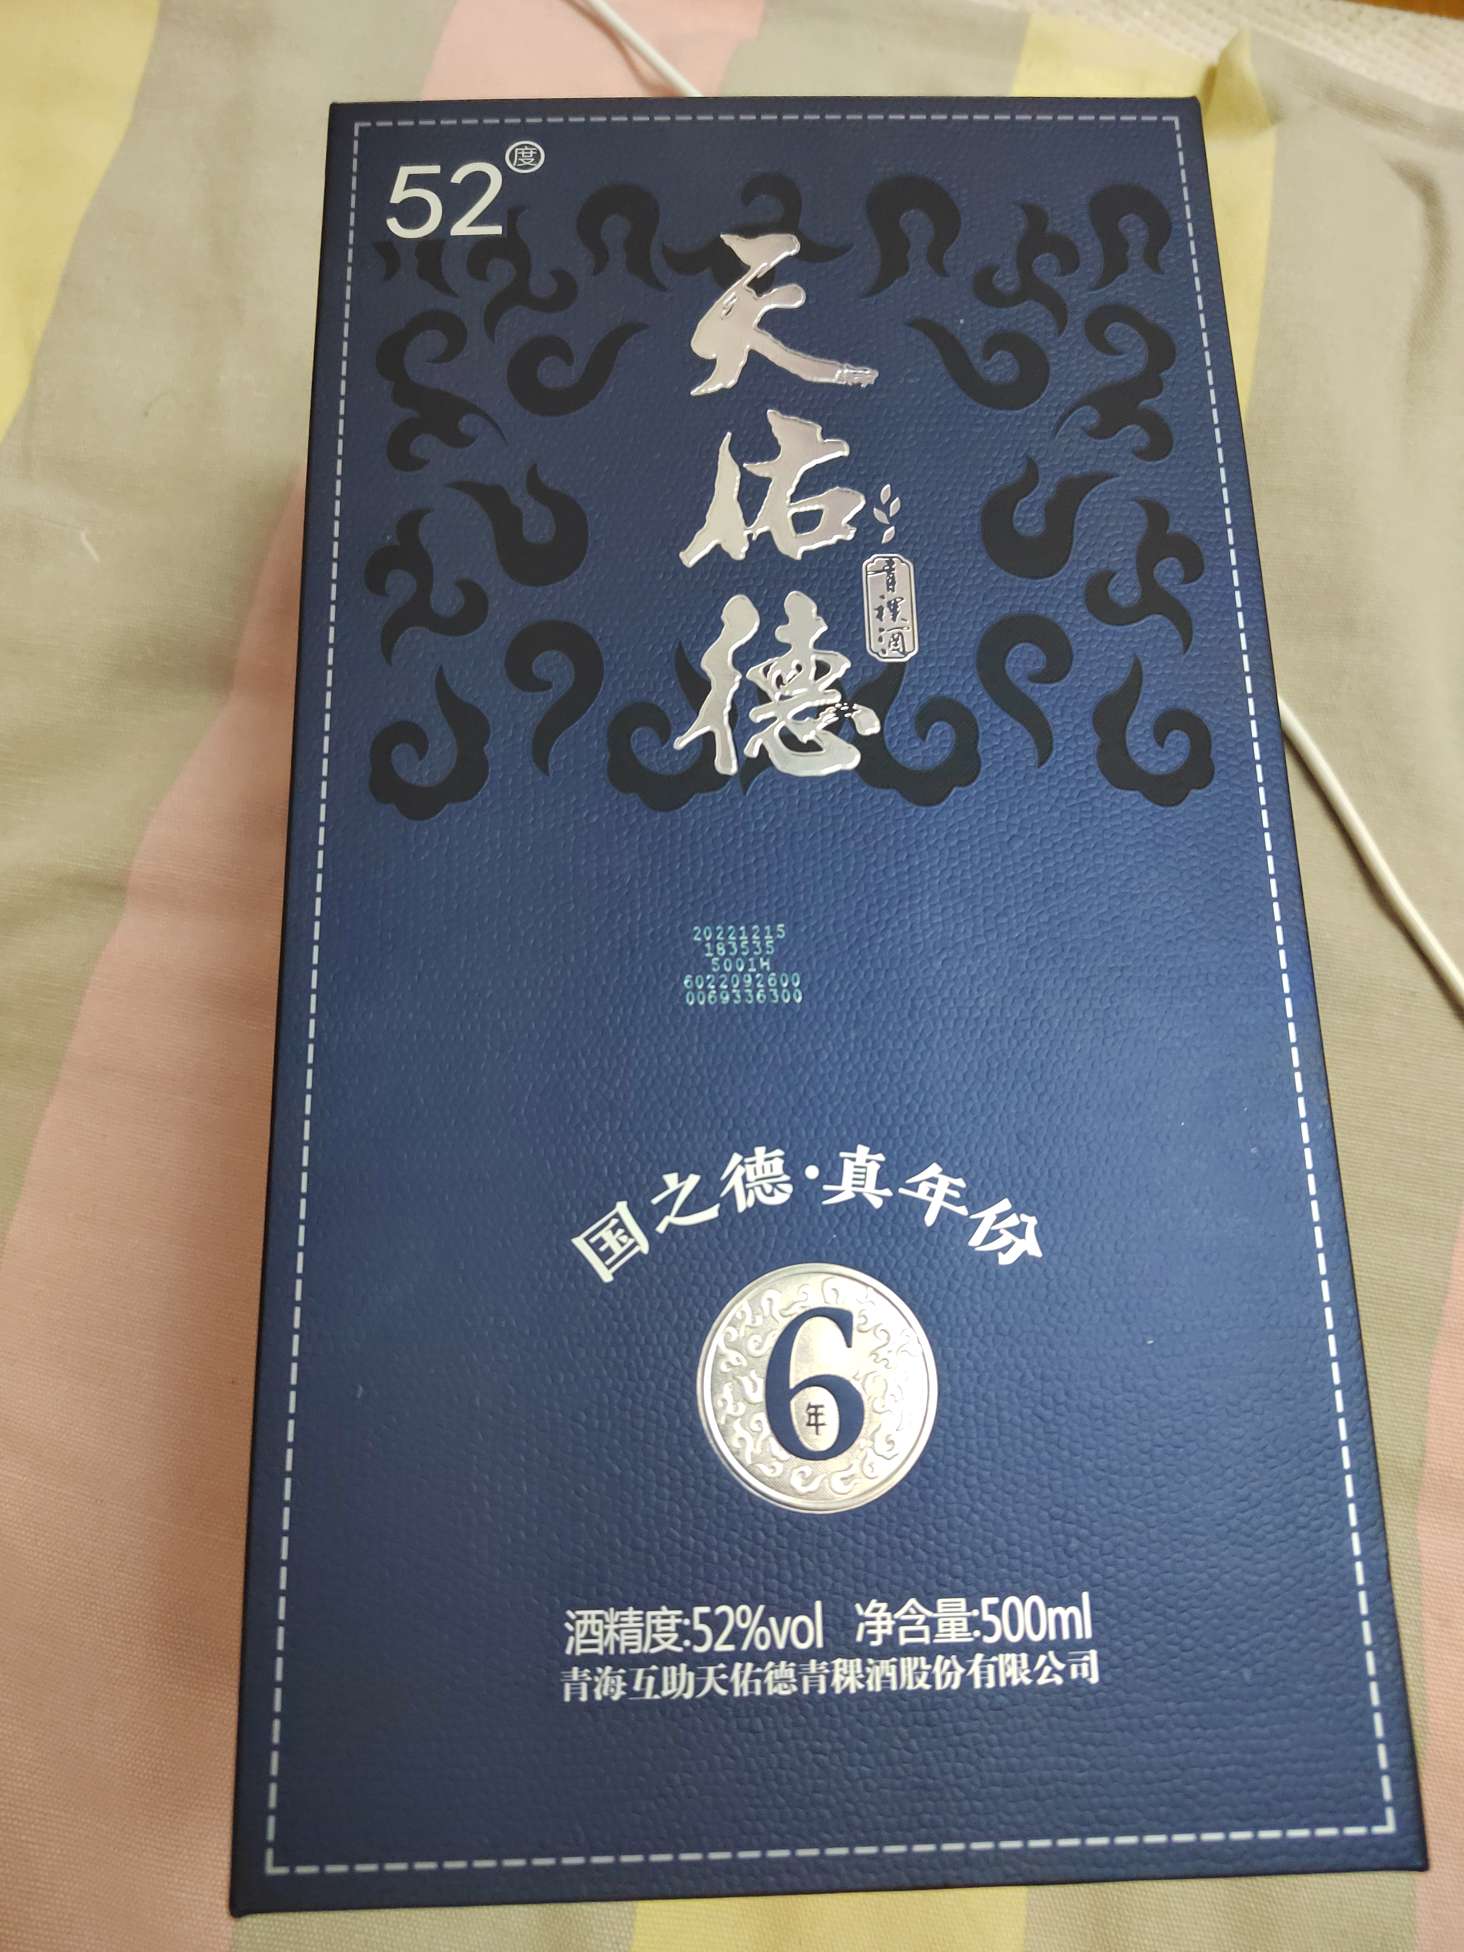 52度
天佑德
青稞酒
20221215
183535
5001H
6022092600
0069336300
国之德·真年份
6年
酒精度:52%vol 净含量:500ml
青海互助天佑德青稞酒股份有限公司